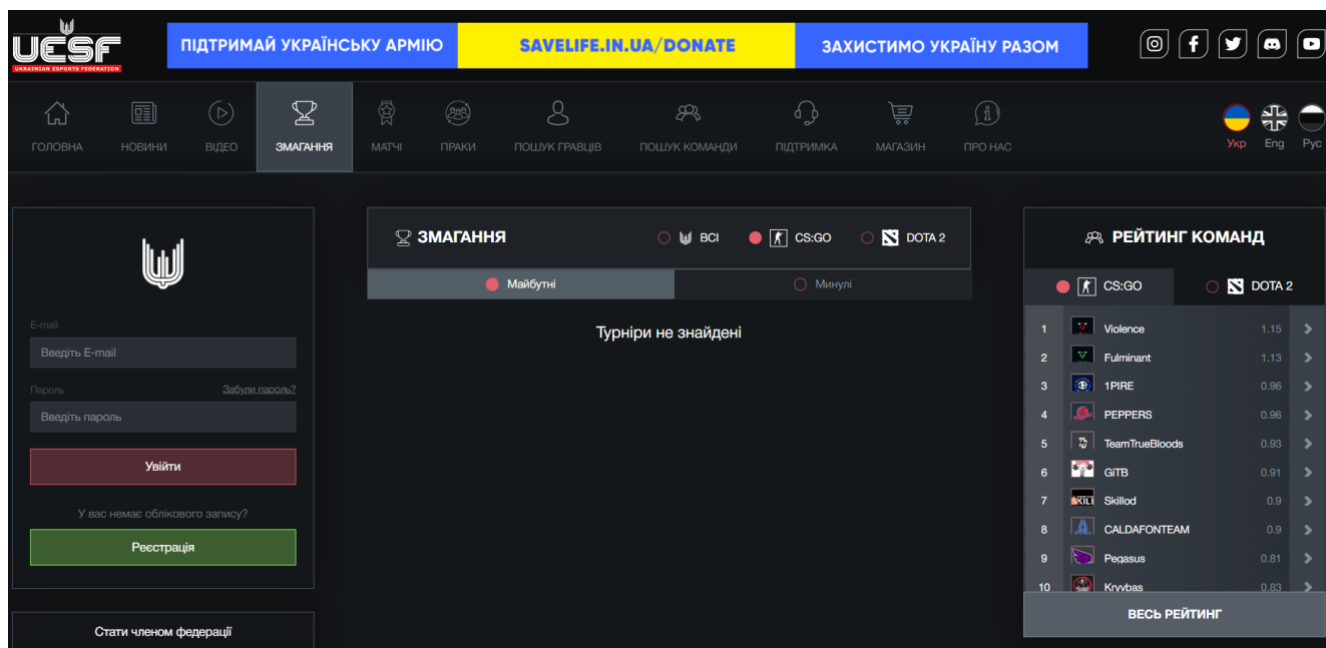 UESF
UKRAINIAN ESPORTS FEDERATION
ПІДТРИМАЙ УКРАЇНСЬКУ АРМІЮ
SAVELIFE.IN.UA/DONATE
ЗАХИСТИМО УКРАЇНУ РАЗОМ
ГОЛОВНА
НОВИНИ
ВІДЕО
ЗМАГАННЯ
МАТЧІ
ПРАКИ
ПОШУК ГРАВЦІВ
ПОШУК КОМАНДИ
ПІДТРИМКА
МАГАЗИН
ПРО НАС
Укр
Eng
Рус
E-mail
Введіть E-mail
Пароль
Забули пароль?
Введіть пароль
Увійти
У вас немає облікового запису?
Реєстрація
Стати членом федерації
ЗМАГАННЯ
ВСІ
CS:GO
DOTA 2
Майбутні
Минулі
Турніри не знайдені
РЕЙТИНГ КОМАНД
CS:GO
DOTA 2
1 Violence 1.15
2 Fulminant 1.13
3 1PIRE 0.96
4 PEPPERS 0.96
5 TeamTrueBloods 0.93
6 GiTB 0.91
7 Skillod 0.9
8 CALDAFONTEAM 0.9
9 Pegasus 0.81
10 Kryvbas 0.83
ВЕСЬ РЕЙТИНГ